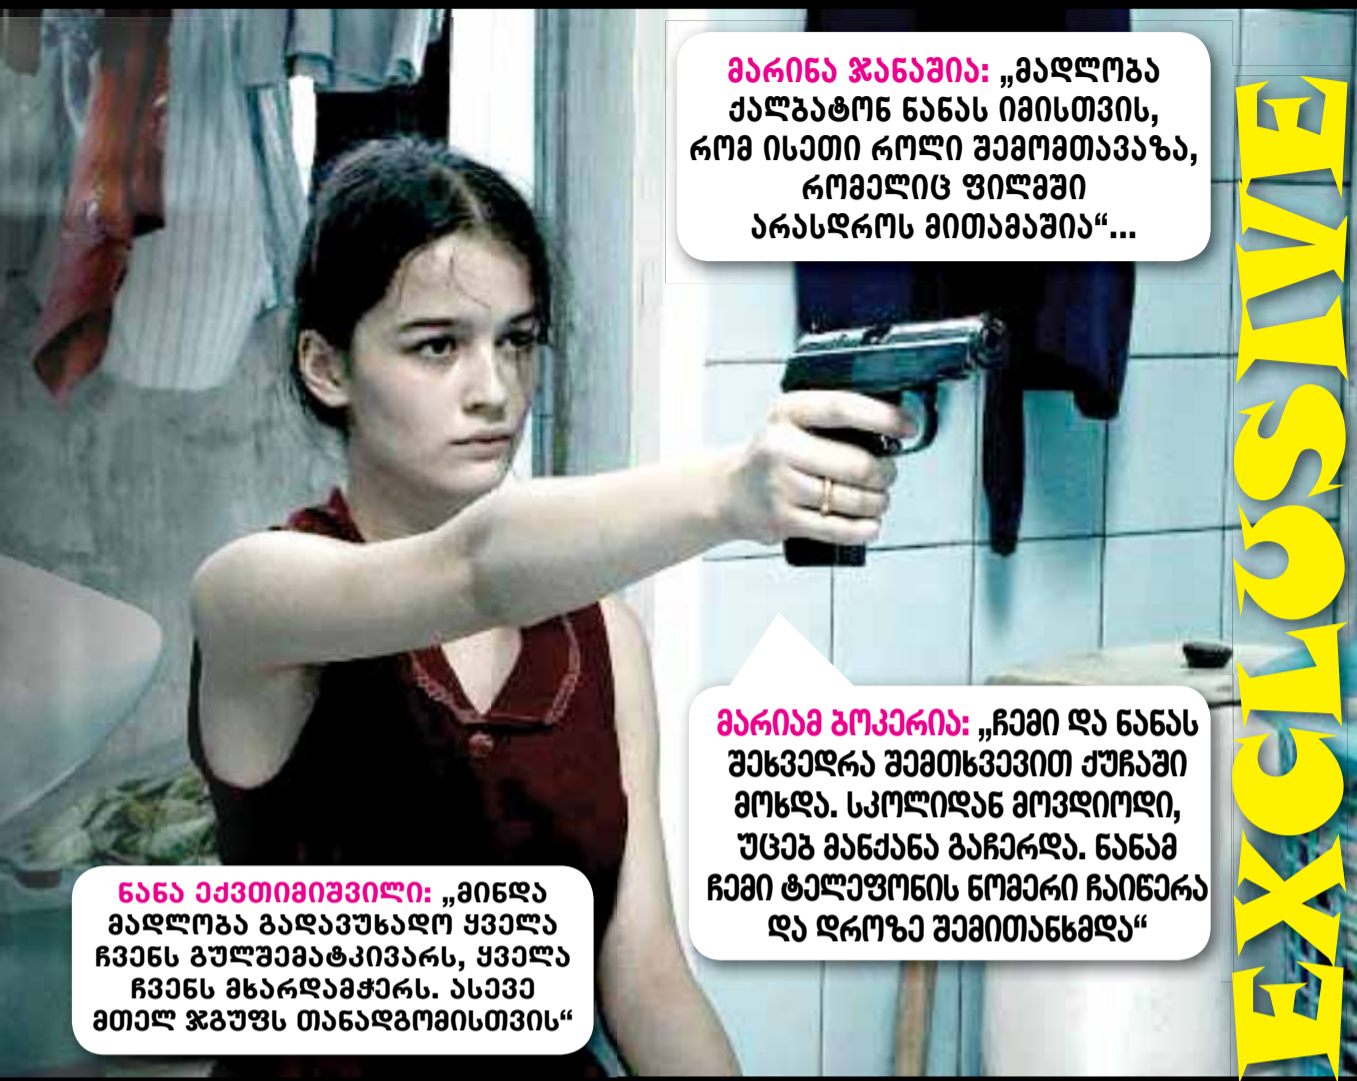 მარინა ჯანაშია: „მადლობა
ქალბატონ ნანას იმისთვის,
რომ ისეთი როლი შემომთავაზა,
რომელიც ფილმში
არასდროს მითამაშია“...
მარიამ ბოკერია: „ჩემი და ნანას
შეხვედრა შემთხვევით ქუჩაში
მოხდა. სკოლიდან მოვდიოდი,
უცებ მანქანა გაჩერდა. ნანამ
ჩემი ტელეფონის ნომერი ჩაიწერა
და დროზე შემითანხმდა“
ნანა ექვთიმიშვილი: „მინდა
მადლობა გადავუხადო ყველა
ჩვენს გულშემატკივარს, ყველა
ჩვენს მხარდამჭერს. ასევე
მთელ ჯგუფს თანადგომისთვის“
EXCLUSIVE